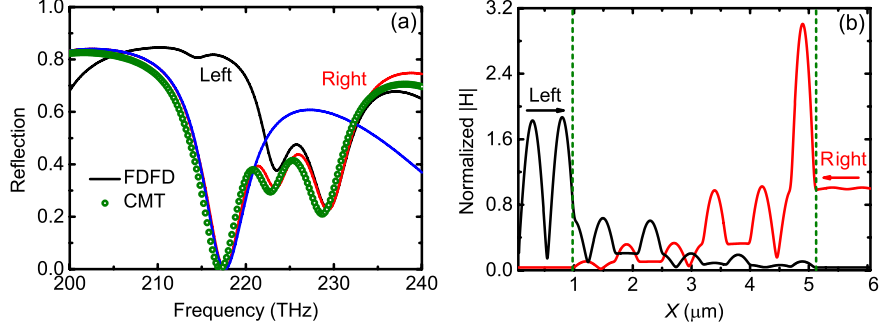 (a)
Left
Right
FDFD
CMT
Reflection
1.0
0.8
0.6
0.4
0.2
0.0
200
210
220
230
240
Frequency (THz)
(b)
Left
Right
Normalized |H|
3.2
2.4
1.6
0.8
0.0
0
1
2
3
4
5
6
X (μm)